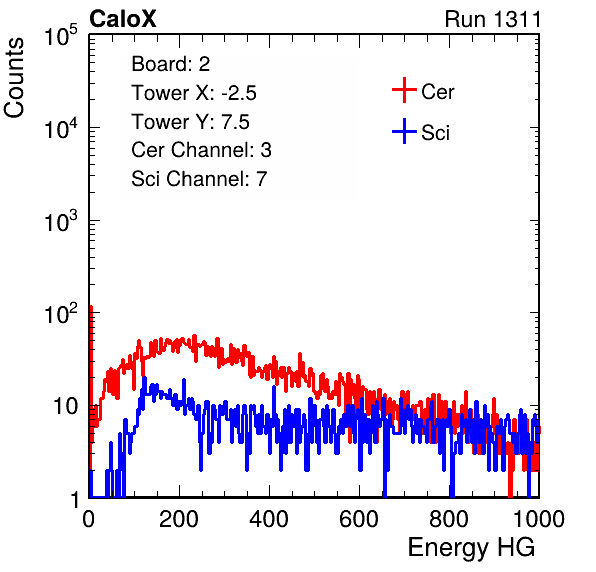 CaloX Run 1311
Counts
10^5
10^4
10^3
10^2
10
1
Board: 2
Tower X: -2.5
Tower Y: 7.5
Cer Channel: 3
Sci Channel: 7
Cer
Sci
0 200 400 600 800 1000
Energy HG